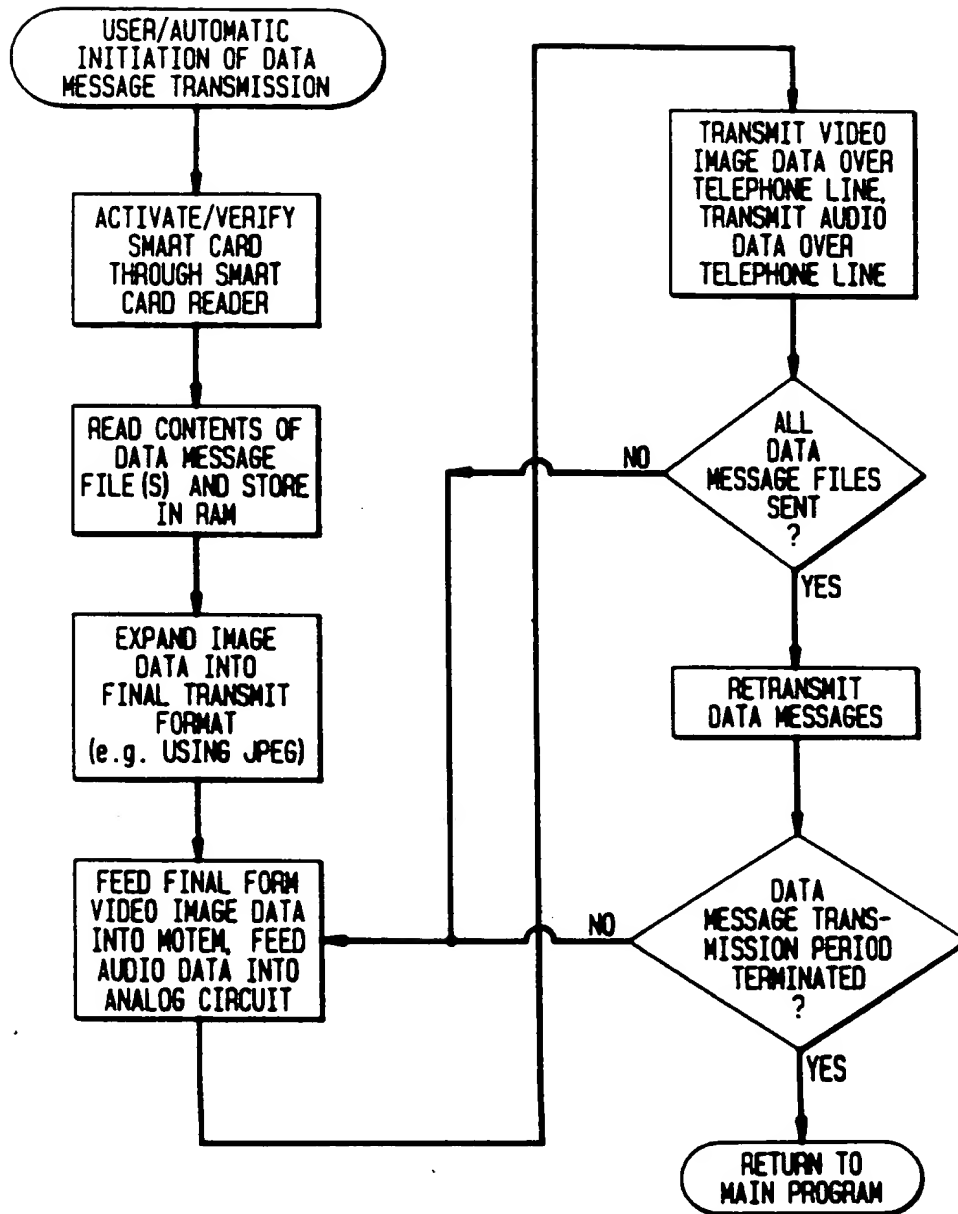 USER/AUTOMATIC
INITIATION OF DATA
MESSAGE TRANSMISSION
ACTIVATE/VERIFY
SMART CARD
THROUGH SMART
CARD READER
READ CONTENTS OF
DATA MESSAGE
FILE(S) AND STORE
IN RAM
EXPAND IMAGE
DATA INTO
FINAL TRANSMIT
FORMAT
(e.g. USING JPEG)
FEED FINAL FORM
VIDEO IMAGE DATA
INTO MOTEM, FEED
AUDIO DATA INTO
ANALOG CIRCUIT
TRANSMIT VIDEO
IMAGE DATA OVER
TELEPHONE LINE,
TRANSMIT AUDIO
DATA OVER
TELEPHONE LINE
ALL
DATA
MESSAGE FILES
SENT
?
NO
YES
RETRANSMIT
DATA MESSAGES
DATA
MESSAGE TRANS-
MISSION PERIOD
TERMINATED
?
NO
YES
RETURN TO
MAIN PROGRAM